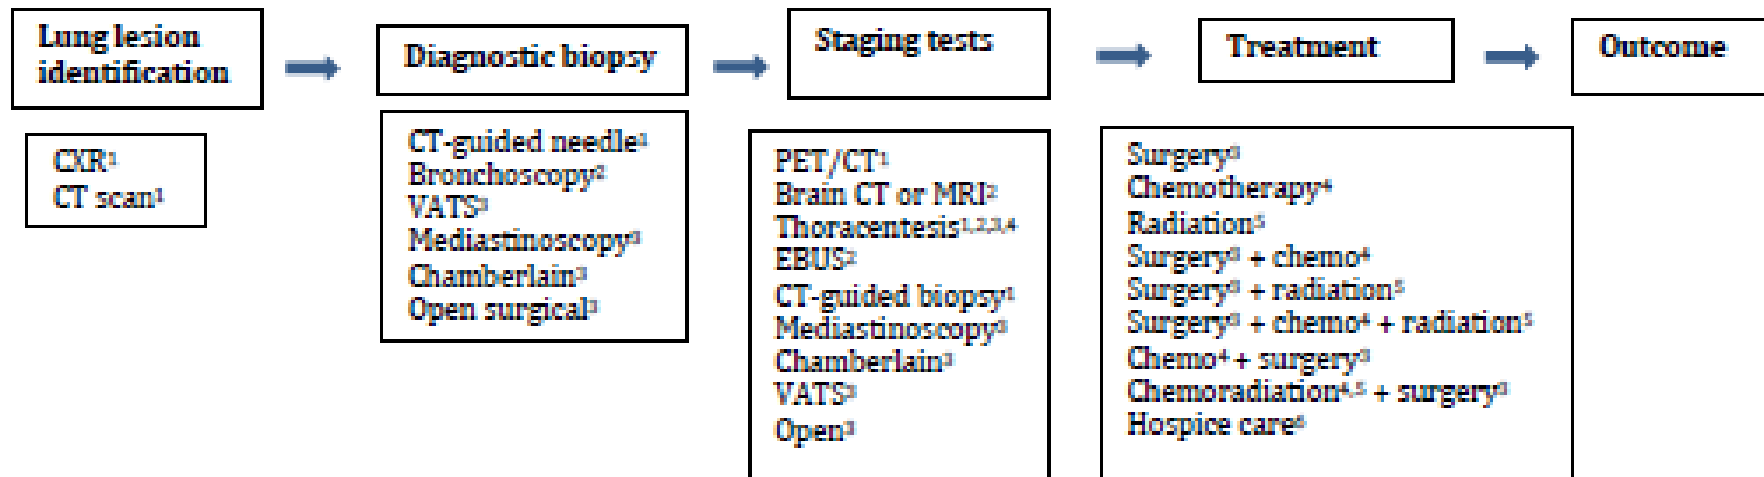 Lung lesion
identification
Diagnostic biopsy
Staging tests
Treatment
Outcome
CXR¹
CT scan¹
CT-guided needle¹
Bronchoscopy²
VATS³
Mediastinoscopy³
Chamberlain³
Open surgical³
PET/CT¹
Brain CT or MRI²
Thoracentesis¹,²,³,⁴
EBUS²
CT-guided biopsy¹
Mediastinoscopy³
Chamberlain³
VATS³
Open³
Surgery³
Chemotherapy⁴
Radiation⁵
Surgery³ + chemo⁴
Surgery³ + radiation⁵
Surgery³ + chemo⁴ + radiation⁵
Chemo⁴ + surgery³
Chemoradiation⁴,⁵ + surgery³
Hospice care⁶